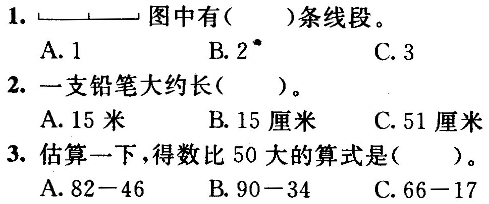 1. 图中有(  )条线段。
A. 1 B. 2 C. 3
2. 一支铅笔大约长(  )。
A. 15 米 B. 15 厘米 C. 51 厘米
3. 估算一下,得数比 50 大的算式是(  )。
A. 82－46 B. 90－34 C. 66－17